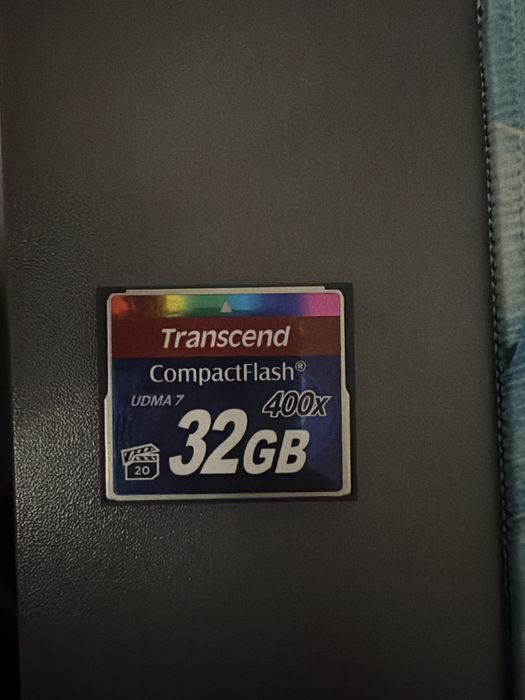 Transcend
CompactFlash®
UDMA 7
400x
32GB
20